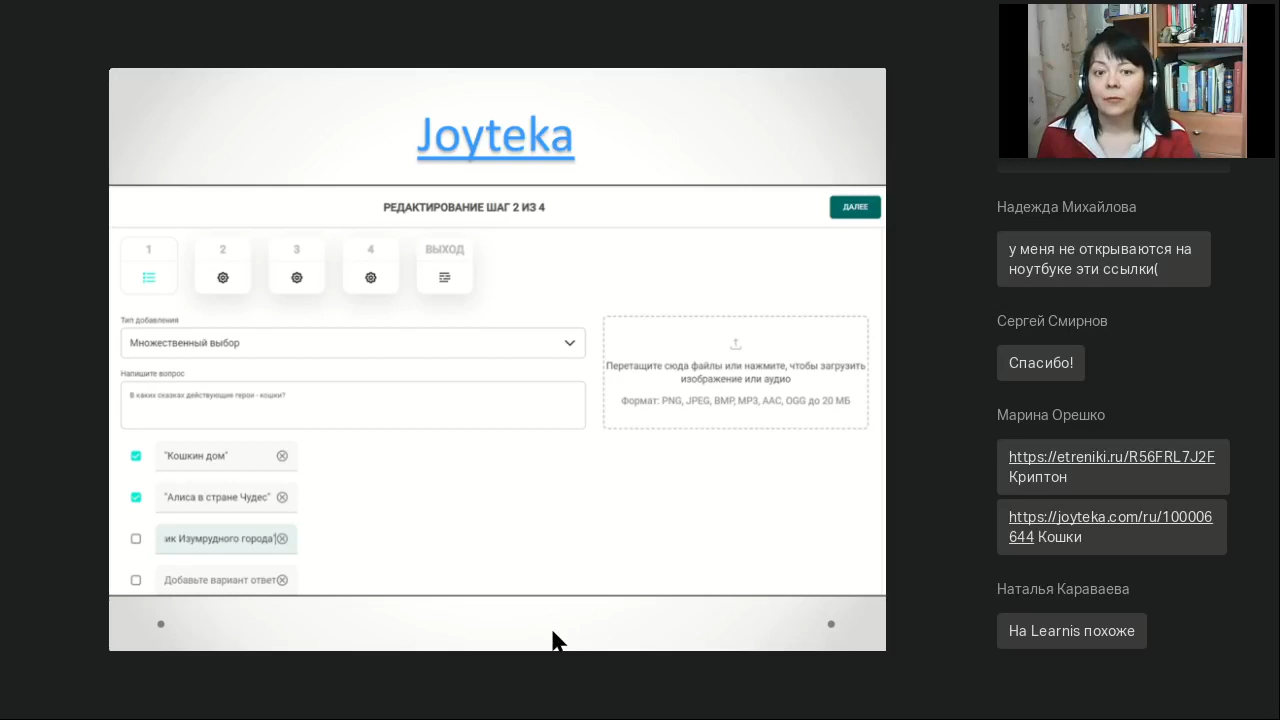 Joyteka
РЕДАКТИРОВАНИЕ ШАГ 2 ИЗ 4
ДАЛЕЕ
1
2
3
4
ВЫХОД
Тип добавления
Множественный выбор
Напишите вопрос
В каких сказках действующие герои - кошки?
Перетащите сюда файлы или нажмите, чтобы загрузить
изображение или аудио
Формат: PNG, JPEG, BMP, MP3, AAC, OGG до 20 МБ
"Кошкин дом"
"Алиса в стране Чудес"
ик Изумрудного города"
Добавьте вариант ответ
Надежда Михайлова
у меня не открываются на
ноутбуке эти ссылки(
Сергей Смирнов
Спасибо!
Марина Орешко
https://etreniki.ru/R56FRL7J2F
Криптон
https://joyteka.com/ru/100006
644 Кошки
Наталья Караваева
На Learnis похоже